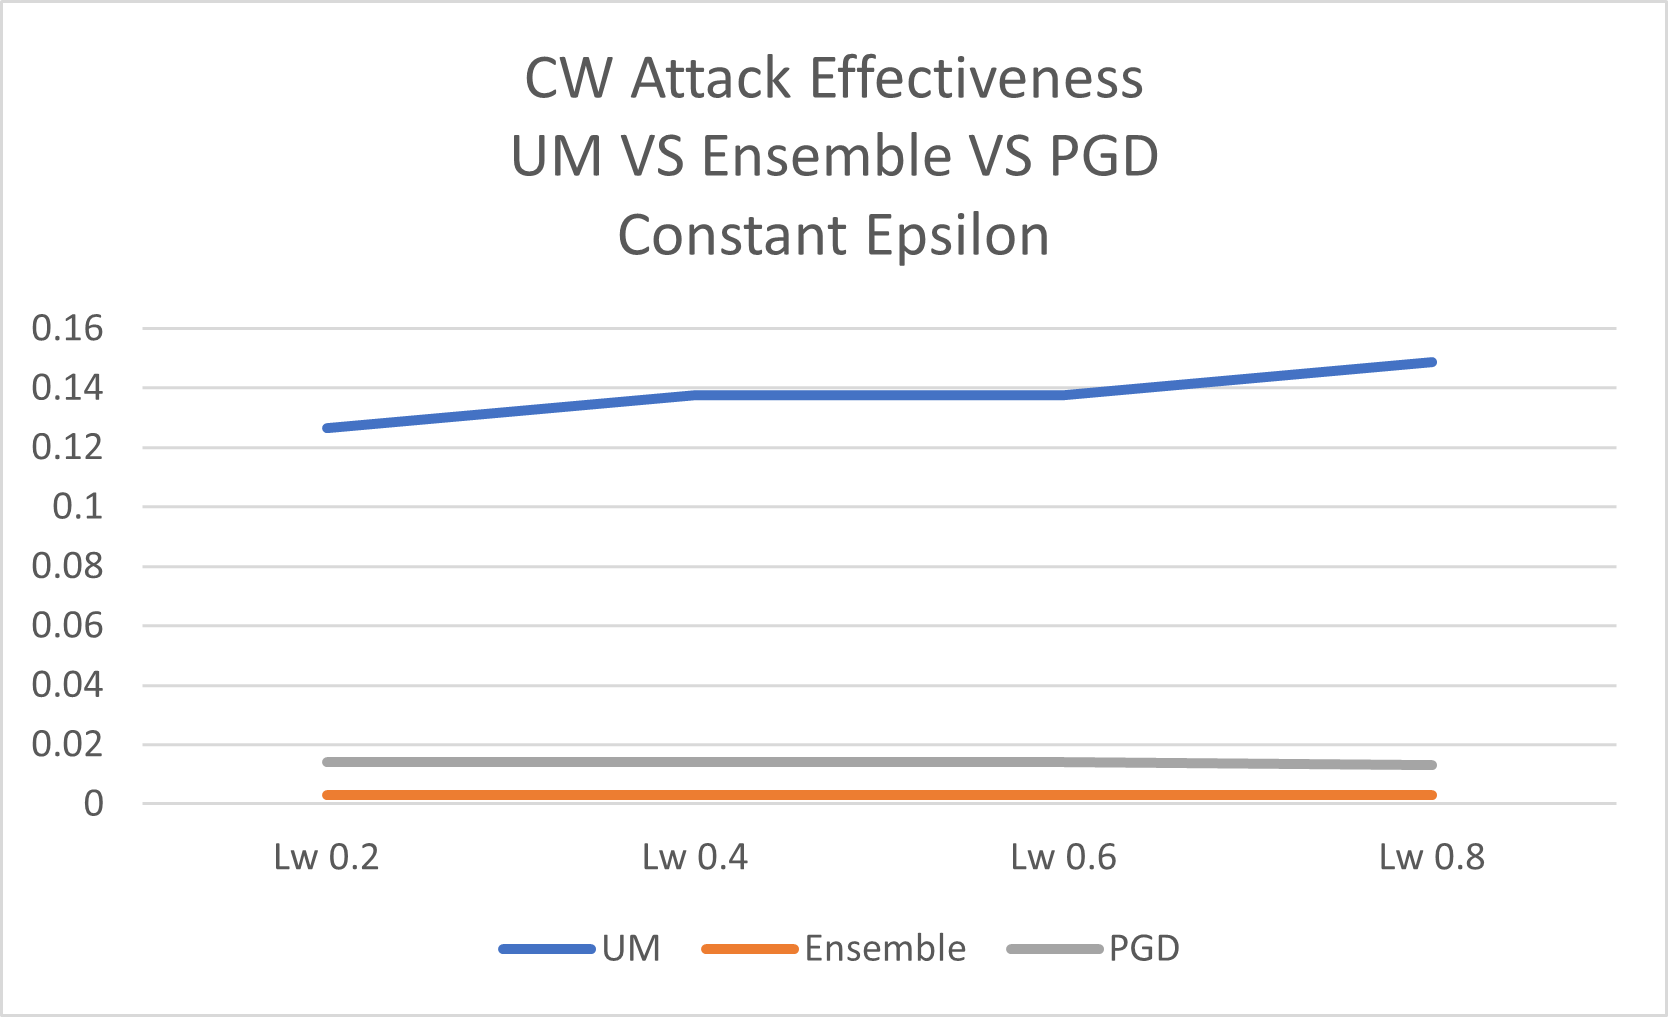 CW Attack Effectiveness
UM VS Ensemble VS PGD
Constant Epsilon
0.16
0.14
0.12
0.1
0.08
0.06
0.04
0.02
0
Lw 0.2 Lw 0.4 Lw 0.6 Lw 0.8
UM Ensemble PGD